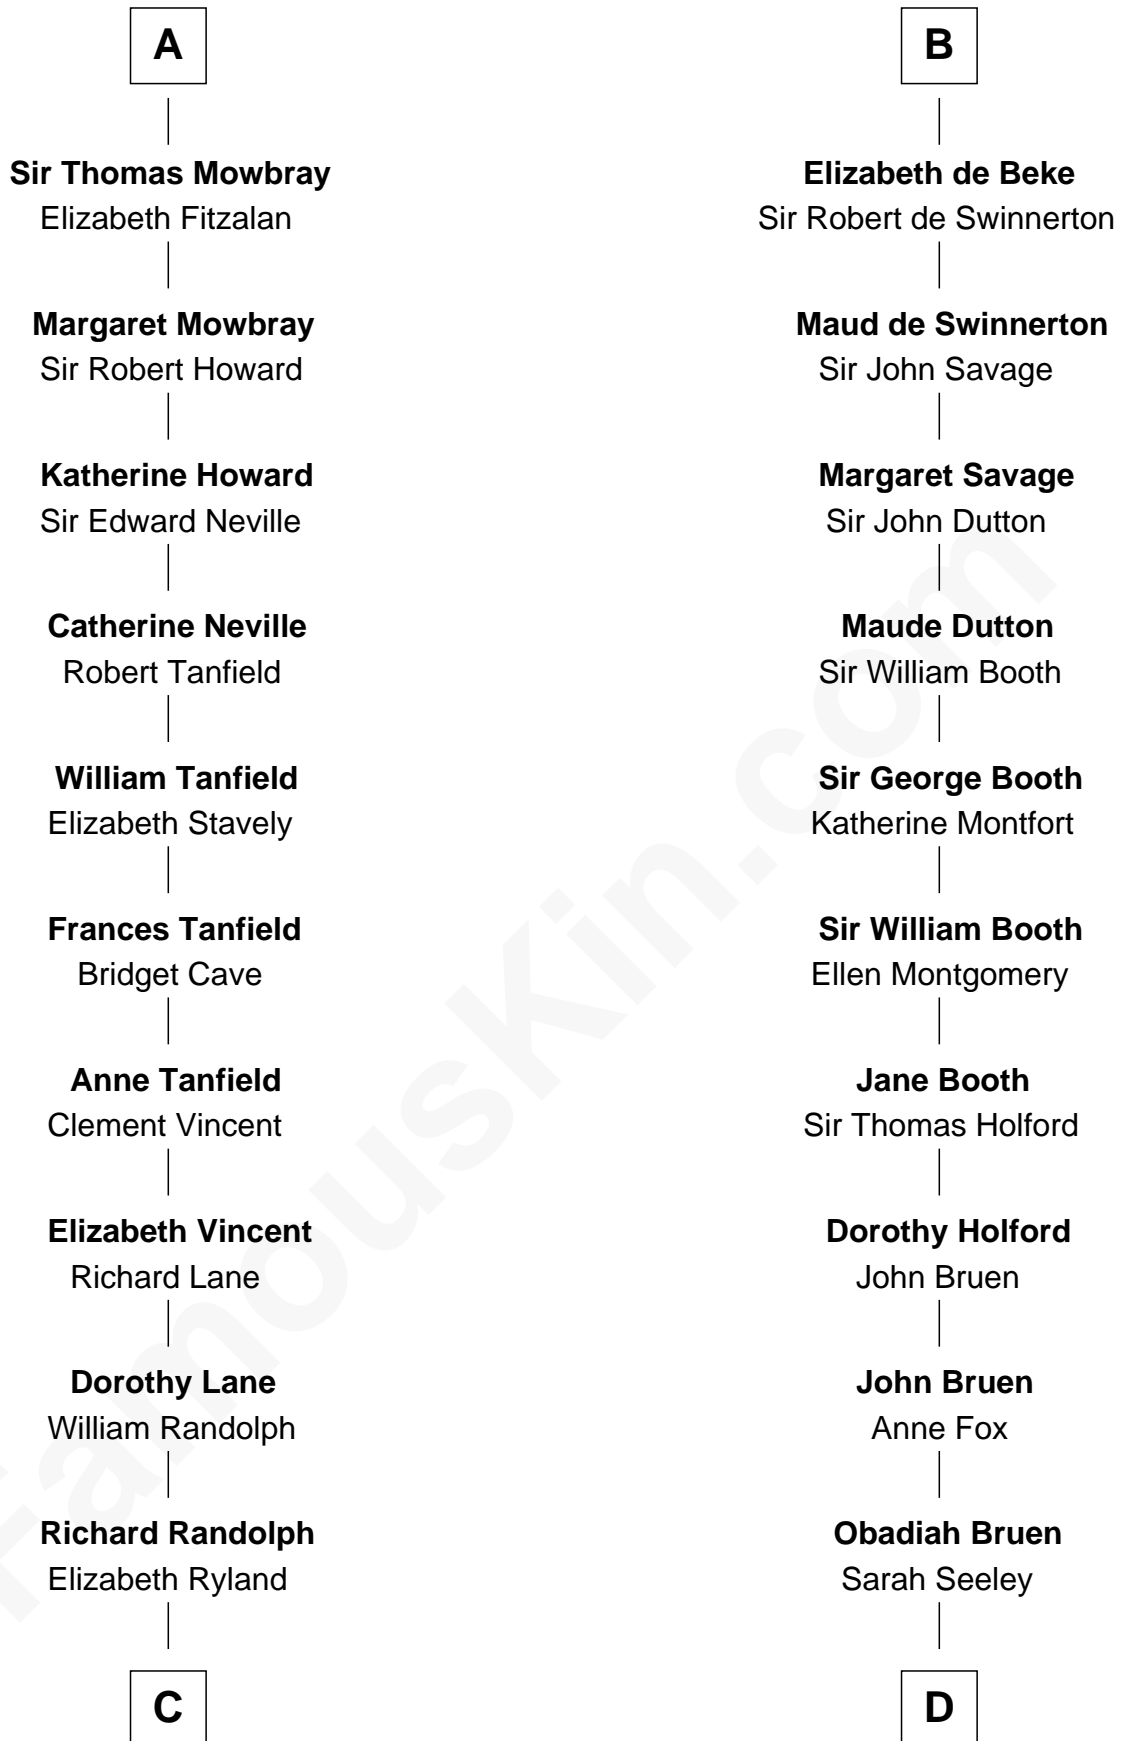 A
Sir Thomas Mowbray
Elizabeth Fitzalan
Margaret Mowbray
Sir Robert Howard
Katherine Howard
Sir Edward Neville
Catherine Neville
Robert Tanfield
William Tanfield
Elizabeth Stavely
Frances Tanfield
Bridget Cave
Anne Tanfield
Clement Vincent
Elizabeth Vincent
Richard Lane
Dorothy Lane
William Randolph
Richard Randolph
Elizabeth Ryland
C
B
Elizabeth de Beke
Sir Robert de Swinnerton
Maud de Swinnerton
Sir John Savage
Margaret Savage
Sir John Dutton
Maude Dutton
Sir William Booth
Sir George Booth
Katherine Montfort
Sir William Booth
Ellen Montgomery
Jane Booth
Sir Thomas Holford
Dorothy Holford
John Bruen
John Bruen
Anne Fox
Obadiah Bruen
Sarah Seeley
D
FamousKin.com